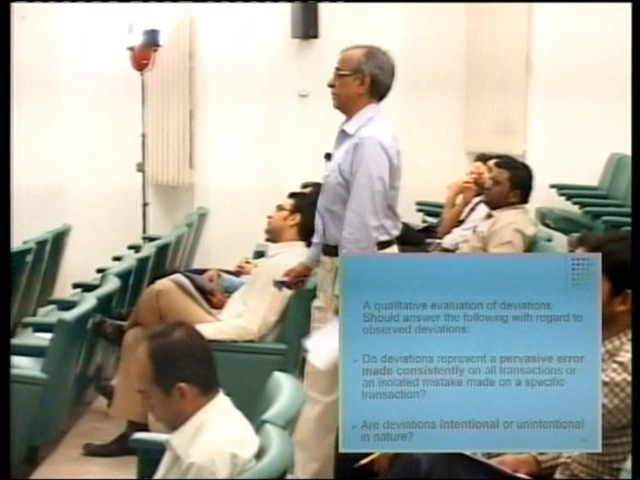 A qualitative evaluation of deviations
Should answer the following with regard to
observed deviations:
Do deviations represent a pervasive error
made consistently on all transactions or
an isolated mistake made on a specific
transaction?
Are deviations intentional or unintentional
in nature?